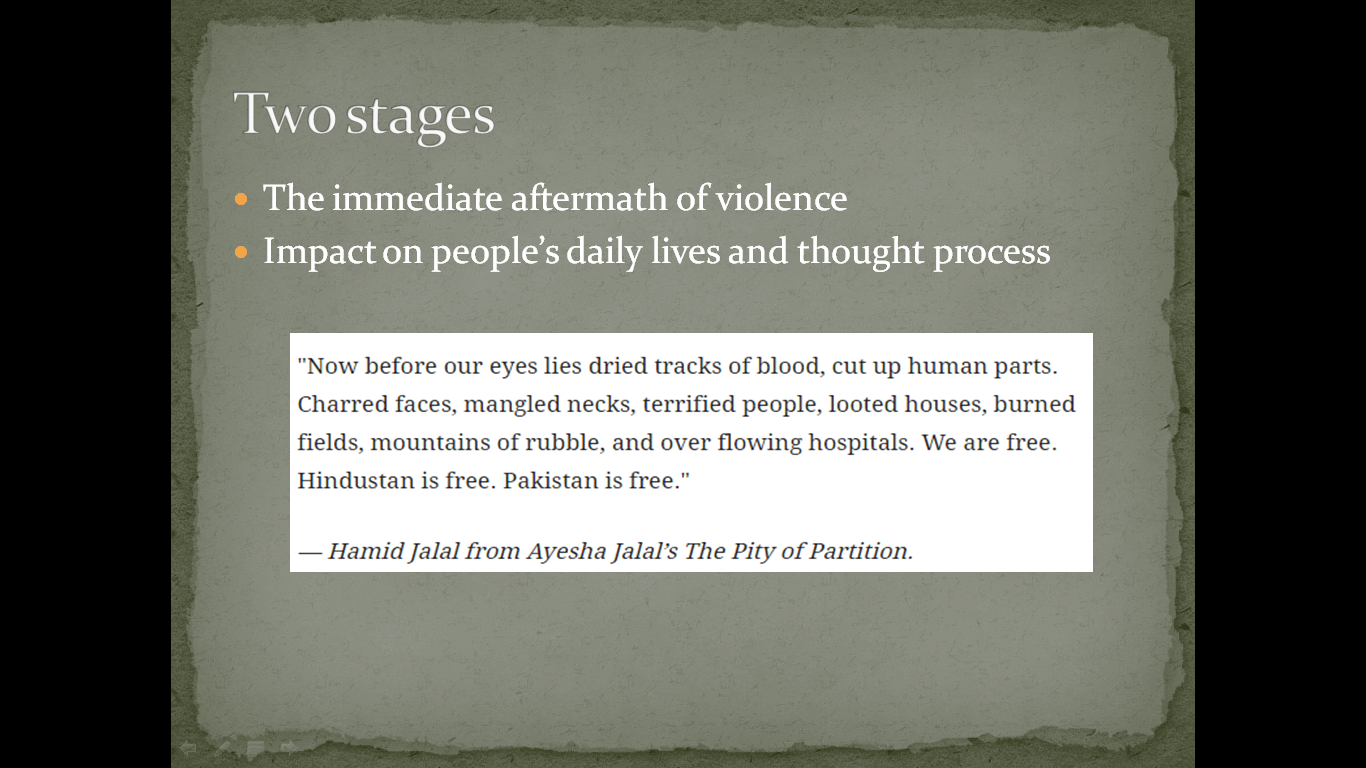 Two stages
The immediate aftermath of violence
Impact on people’s daily lives and thought process
"Now before our eyes lies dried tracks of blood, cut up human parts.
Charred faces, mangled necks, terrified people, looted houses, burned
fields, mountains of rubble, and over flowing hospitals. We are free.
Hindustan is free. Pakistan is free."
— Hamid Jalal from Ayesha Jalal’s The Pity of Partition.